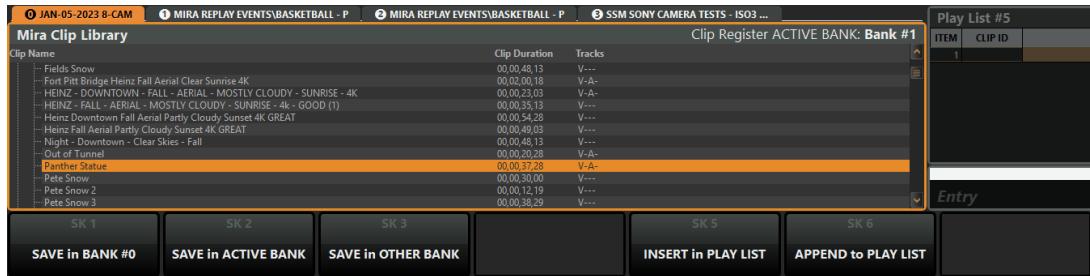 0 JAN-05-2023 8-CAM
1 MIRA REPLAY EVENTS\BASKETBALL - P
2 MIRA REPLAY EVENTS\BASKETBALL - P
3 SSM SONY CAMERA TESTS - ISO3 ...
Mira Clip Library
Clip Register ACTIVE BANK: Bank #1
Clip Name Clip Duration Tracks
Fields Snow 00,00,48,13 V---
Fort Pitt Bridge Heinz Fall Aerial Clear Sunrise 4K 00,02,00,18 V-A-
HEINZ - DOWNTOWN - FALL - AERIAL - MOSTLY CLOUDY - SUNRISE - 4K 00,00,23,03 V-A-
HEINZ - FALL - AERIAL - MOSTLY CLOUDY - SUNRISE - 4k - GOOD (1) 00,00,35,13 V---
Heinz Downtown Fall Aerial Partly Cloudy Sunset 4K GREAT 00,00,54,28 V---
Heinz Fall Aerial Partly Cloudy Sunset 4K GREAT 00,00,49,03 V---
Night - Downtown - Clear Skies - Fall 00,00,48,13 V---
Out of Tunnel 00,00,20,28 V-A-
Panther Statue 00,00,37,28 V-A-
Pete Snow 00,00,30,00 V---
Pete Snow 2 00,00,12,19 V---
Pete Snow 3 00,00,38,29 V---
Play List #5
ITEM CLIP ID
1
Entry
SK 1
SAVE in BANK #0
SK 2
SAVE in ACTIVE BANK
SK 3
SAVE in OTHER BANK
SK 5
INSERT in PLAY LIST
SK 6
APPEND to PLAY LIST